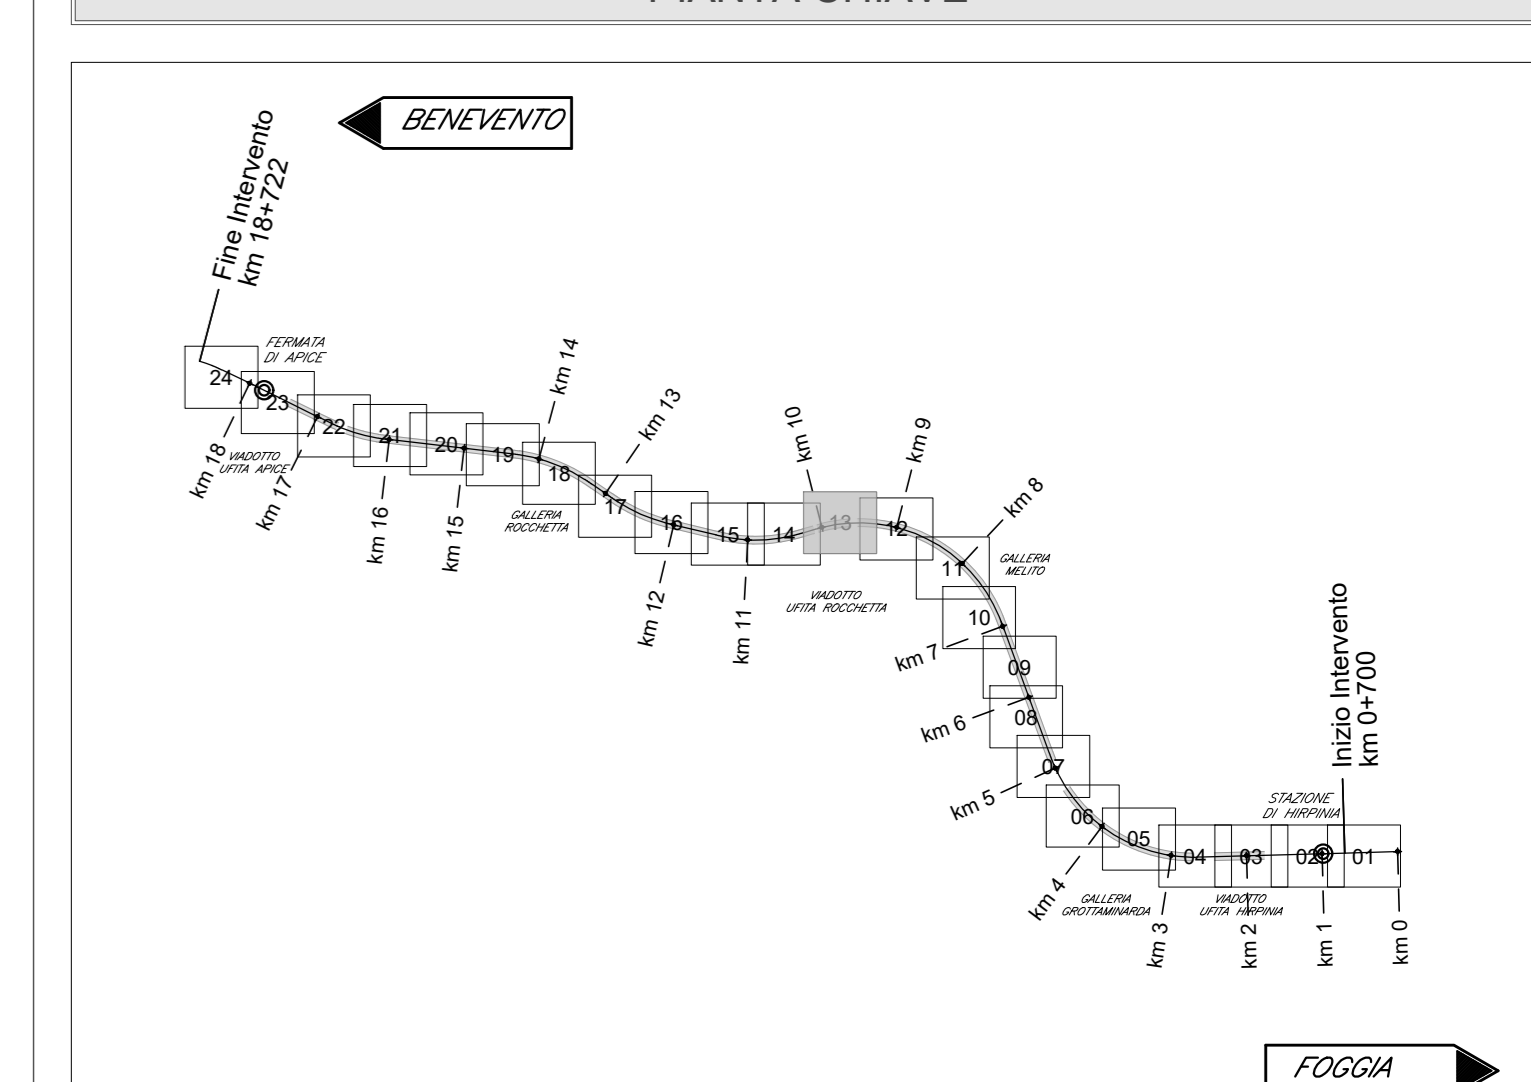 PIANTA CHIAVE
BENEVENTO
Fine Intervento
km 18+722
FERMATA
DI APICE
24
23
22
21
20
19
18
17
16
15
14
13
12
11
10
09
08
07
06
05
04
03
02
01
km 18
VIADOTTO
UFITA APICE
km 17
km 16
km 15
km 14
GALLERIA
ROCCHETTA
km 13
km 12
km 11
km 10
VIADOTTO
UFITA ROCCHETTA
km 9
km 8
GALLERIA
MELITO
km 7
km 6
km 5
km 4
GALLERIA
GROTTAMINARDA
km 3
VIADOTTO
UFITA HIRPINIA
km 2
STAZIONE
DI HIRPINIA
km 1
Inizio Intervento
km 0+700
km 0
FOGGIA